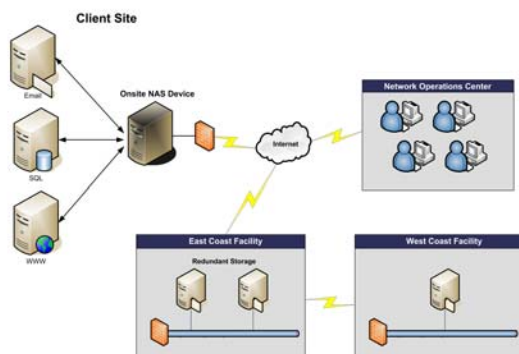 Client Site
Email
Onsite NAS Device
Network Operations Center
SQL
Internet
WWW
East Coast Facility
West Coast Facility
Redundant Storage